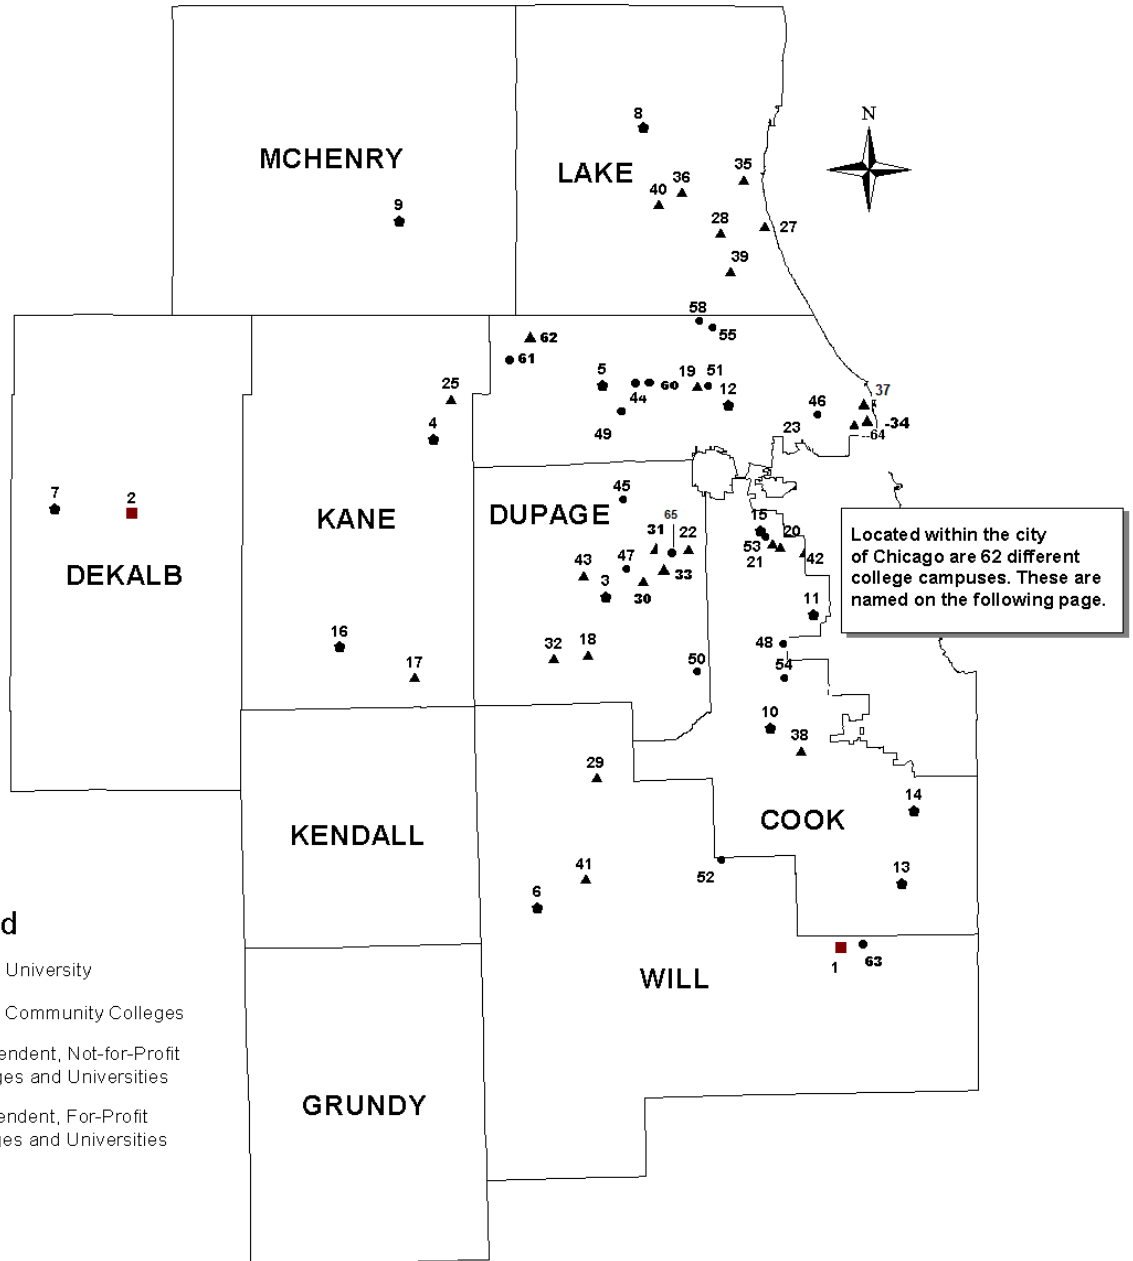 N
8
MCHENRY
LAKE
35
36
40
9
28
27
39
58
55
62
61
5
19
51
25
60
37
44
12
46
4
49
23
-34
--64
7
2
45
KANE
DUPAGE
65
15
20
31
22
53
42
21
Located within the city
of Chicago are 62 different
college campuses. These are
named on the following page.
DEKALB
43
47
33
3
30
11
16
32
18
48
17
50
54
10
38
29
14
KENDALL
COOK
41
13
52
6
d
University
1
63
WILL
Community Colleges
endent, Not-for-Profit
ges and Universities
GRUNDY
endent, For-Profit
ges and Universities